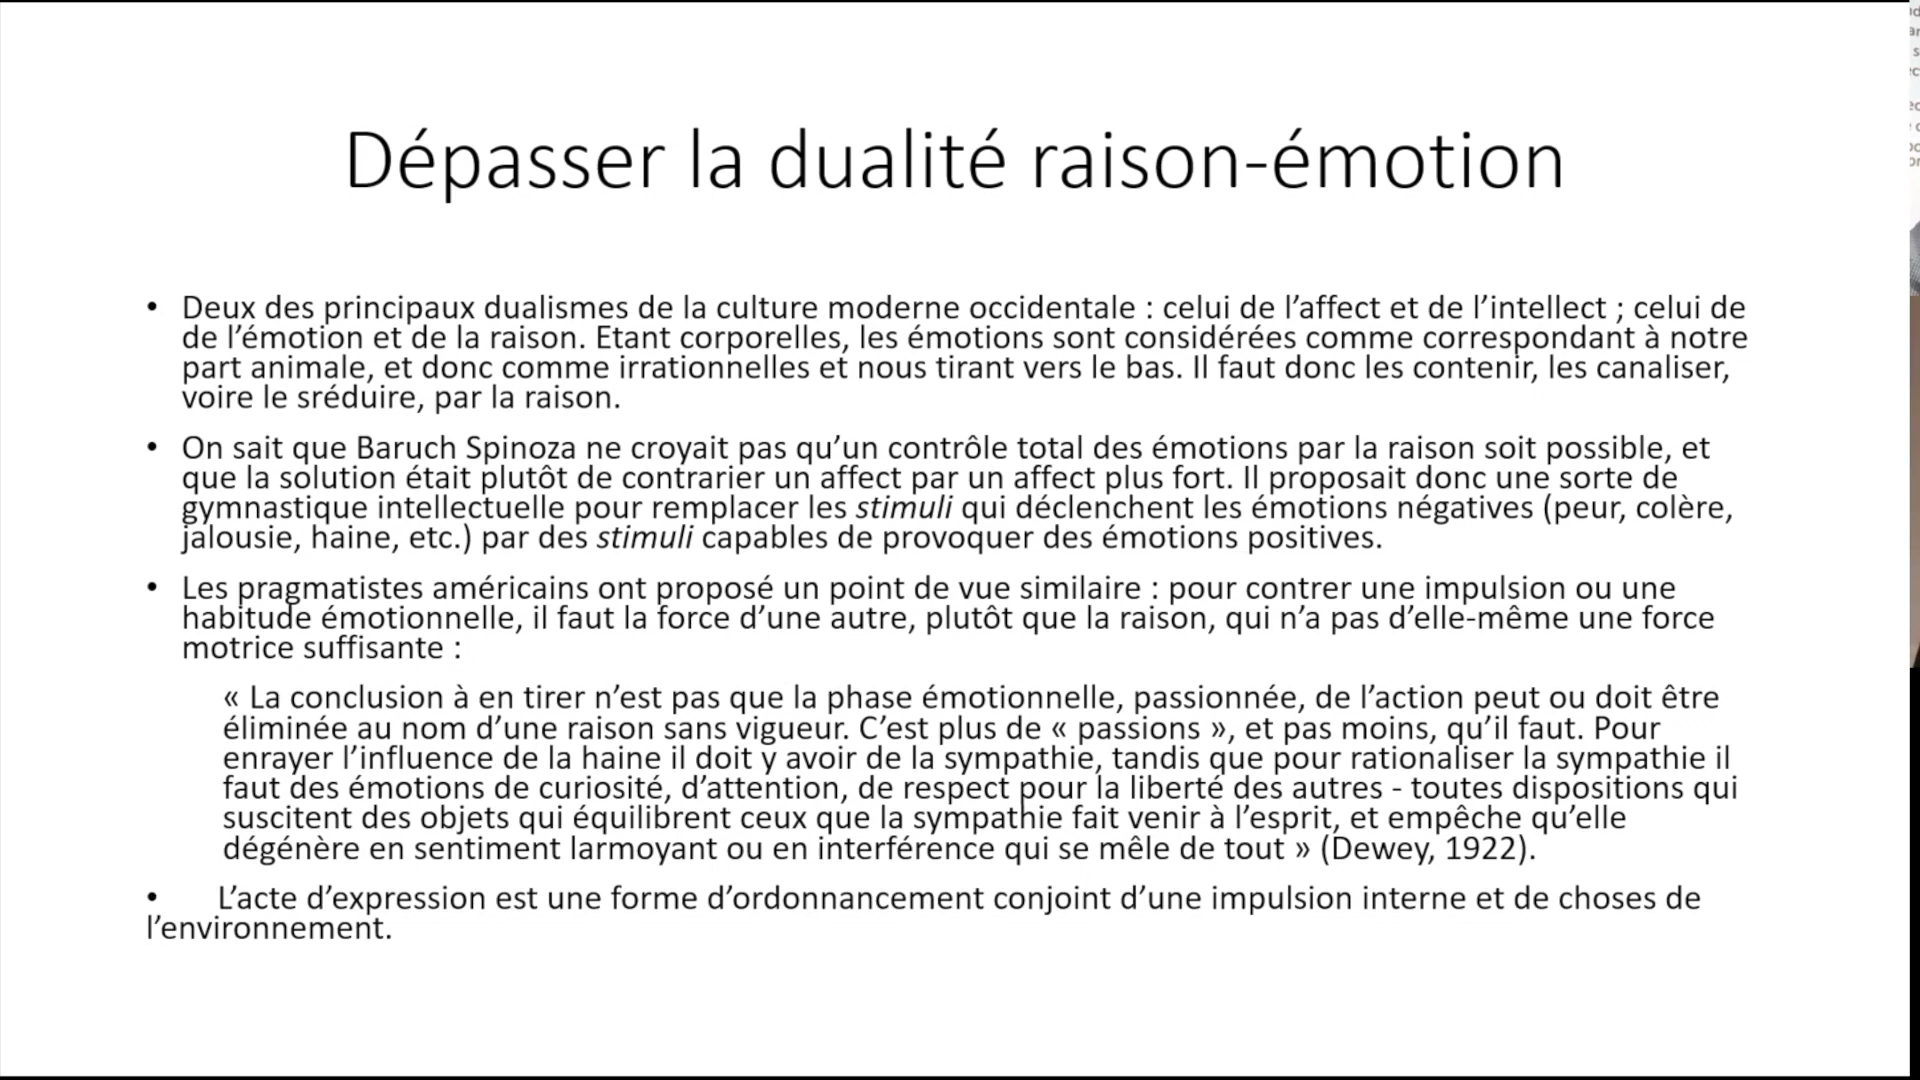 Dépasser la dualité raison-émotion
• Deux des principaux dualismes de la culture moderne occidentale : celui de l’affect et de l’intellect ; celui de
de l’émotion et de la raison. Etant corporelles, les émotions sont considérées comme correspondant à notre
part animale, et donc comme irrationnelles et nous tirant vers le bas. Il faut donc les contenir, les canaliser,
voire le sréduire, par la raison.
• On sait que Baruch Spinoza ne croyait pas qu’un contrôle total des émotions par la raison soit possible, et
que la solution était plutôt de contrarier un affect par un affect plus fort. Il proposait donc une sorte de
gymnastique intellectuelle pour remplacer les stimuli qui déclenchent les émotions négatives (peur, colère,
jalousie, haine, etc.) par des stimuli capables de provoquer des émotions positives.
• Les pragmatistes américains ont proposé un point de vue similaire : pour contrer une impulsion ou une
habitude émotionnelle, il faut la force d’une autre, plutôt que la raison, qui n’a pas d’elle-même une force
motrice suffisante :
« La conclusion à en tirer n’est pas que la phase émotionnelle, passionnée, de l’action peut ou doit être
éliminée au nom d’une raison sans vigueur. C’est plus de « passions », et pas moins, qu’il faut. Pour
enrayer l’influence de la haine il doit y avoir de la sympathie, tandis que pour rationaliser la sympathie il
faut des émotions de curiosité, d’attention, de respect pour la liberté des autres - toutes dispositions qui
suscitent des objets qui équilibrent ceux que la sympathie fait venir à l’esprit, et empêche qu’elle
dégénère en sentiment larmoyant ou en interférence qui se mêle de tout » (Dewey, 1922).
• L’acte d’expression est une forme d’ordonnancement conjoint d’une impulsion interne et de choses de
l’environnement.